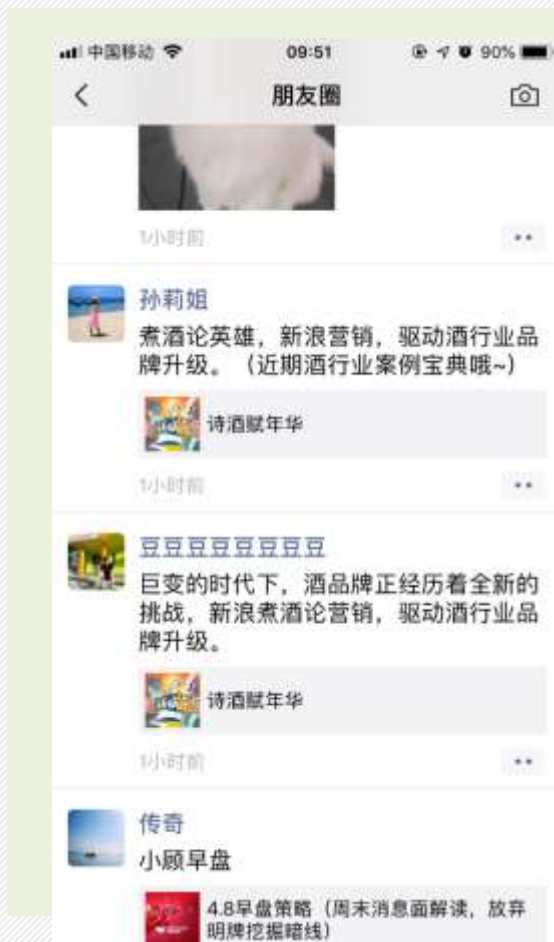 中国移动 09:51 90%
朋友圈
1小时前
孙莉姐
煮酒论英雄，新浪营销，驱动酒行业品
牌升级。（近期酒行业案例宝典哦~）
诗酒赋年华
1小时前
豆豆豆豆豆豆豆豆
巨变的时代下，酒品牌正经历着全新的
挑战，新浪煮酒论营销，驱动酒行业品
牌升级。
诗酒赋年华
1小时前
传奇
小顾早盘
4.8早盘策略（周末消息面解读，放弃
明牌挖掘暗线）